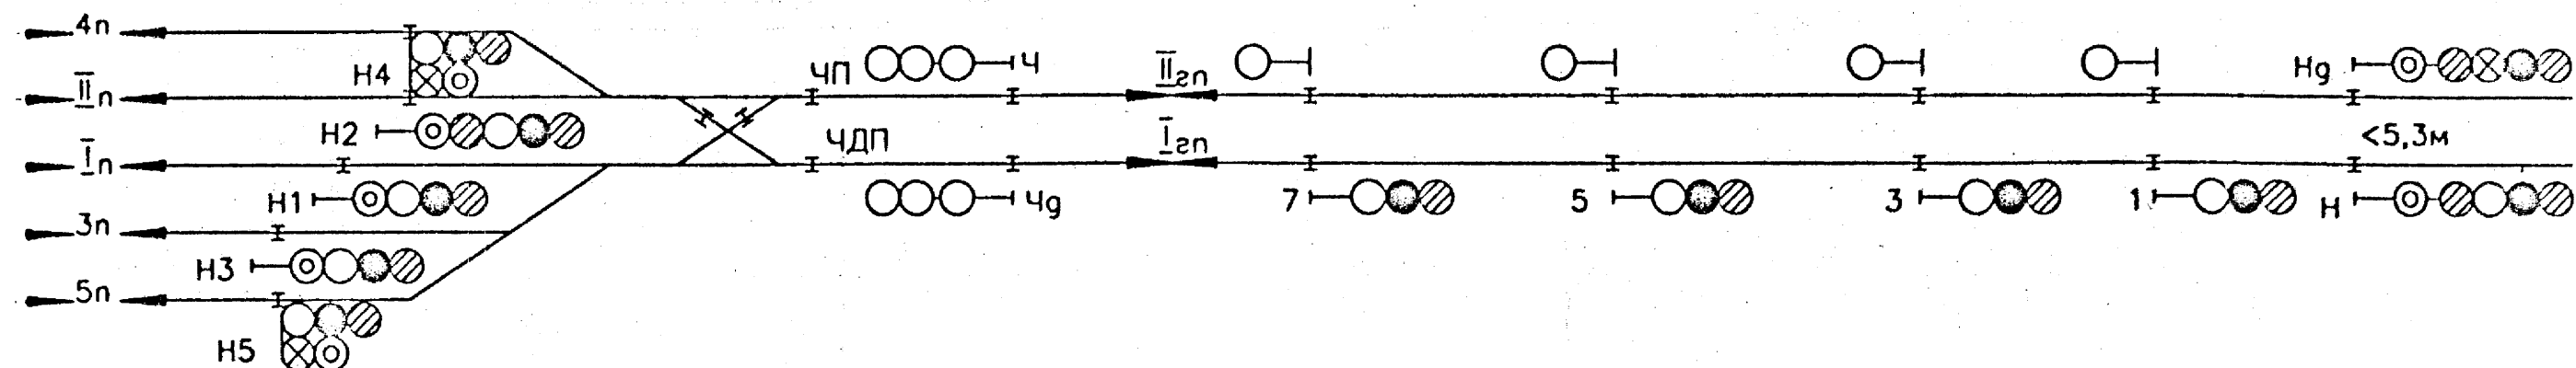 4п
Н4
ЧП
Ч
IIгп
Нд
IIп
Н2
ЧДП
Iгп
<5,3м
Iп
Н1
Чд
7
5
3
1
Н
3п
Н3
5п
Н5